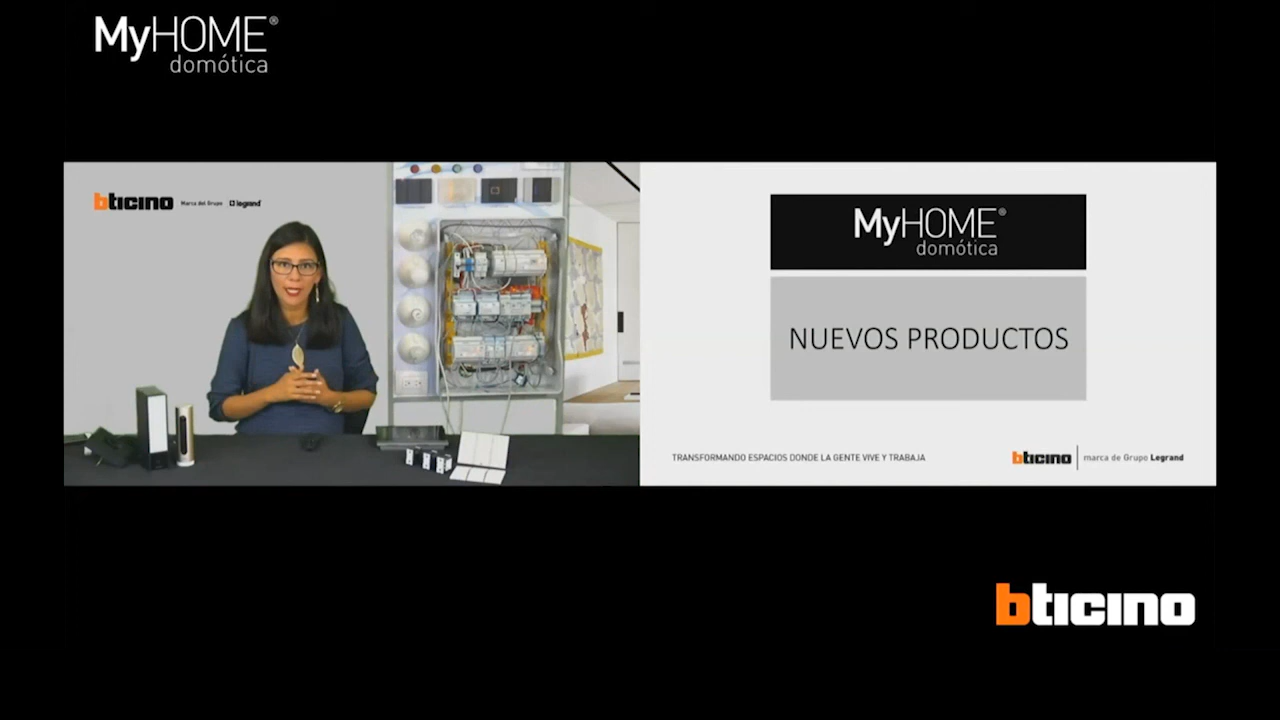 MyHOME®
domótica
bticino Marca del Grupo legrand
MyHOME®
domótica
NUEVOS PRODUCTOS
TRANSFORMANDO ESPACIOS DONDE LA GENTE VIVE Y TRABAJA
bticino marca de Grupo Legrand
bticino